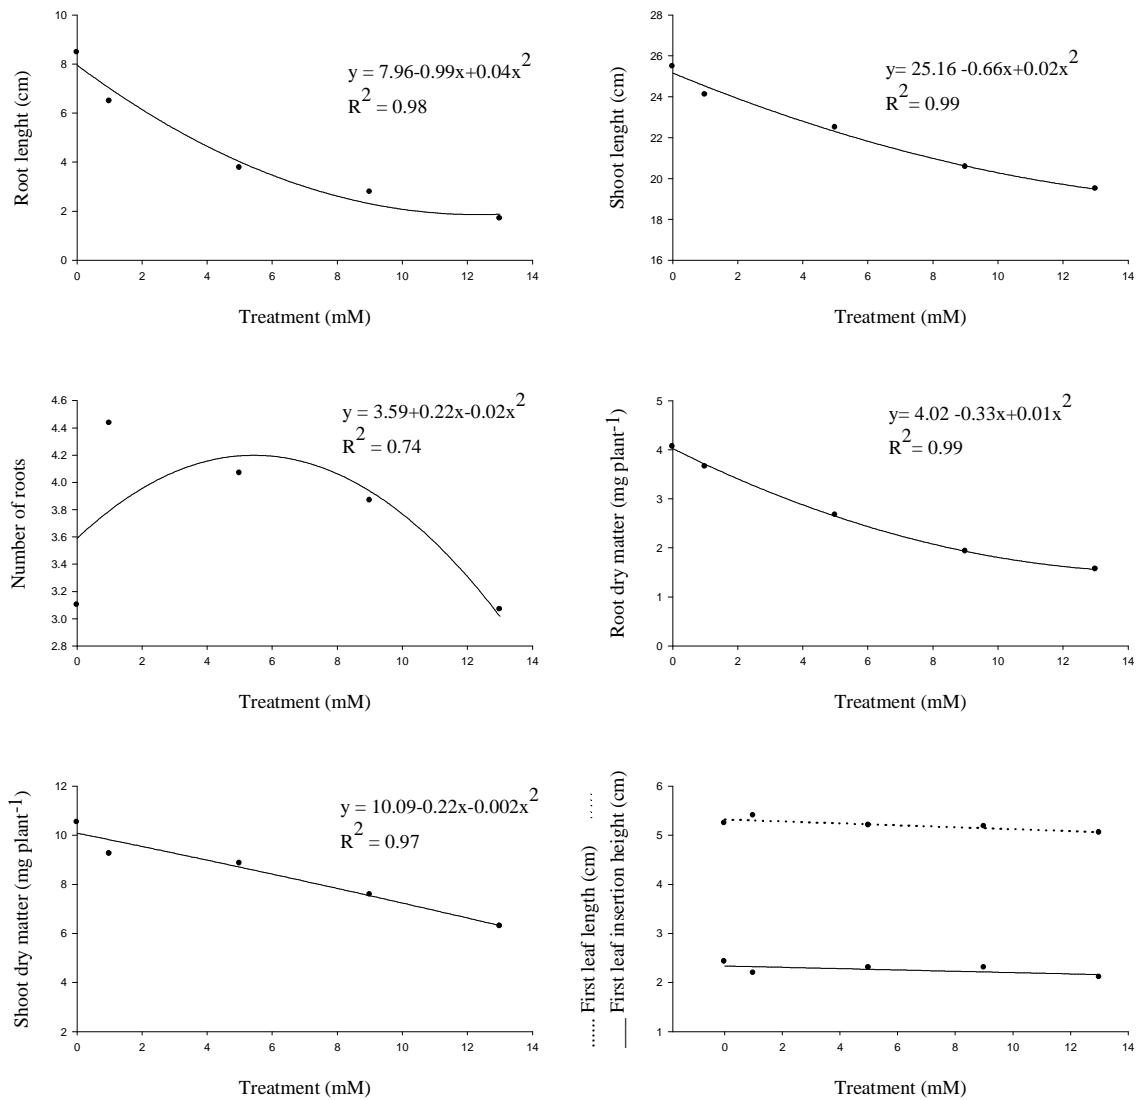 Root lenght (cm)
10
8
6
4
2
0
y = 7.96-0.99x+0.04x²
R² = 0.98
0 2 4 6 8 10 12 14
Treatment (mM)
Shoot lenght (cm)
28
26
24
22
20
18
16
y= 25.16 -0.66x+0.02x²
R² = 0.99
0 2 4 6 8 10 12 14
Treatment (mM)
Number of roots
4.6
4.4
4.2
4.0
3.8
3.6
3.4
3.2
3.0
2.8
y = 3.59+0.22x-0.02x²
R² = 0.74
0 2 4 6 8 10 12 14
Treatment (mM)
Root dry matter (mg plant⁻¹)
5
4
3
2
1
0
y= 4.02 -0.33x+0.01x²
R²= 0.99
0 2 4 6 8 10 12 14
Treatment (mM)
Shoot dry matter (mg plant⁻¹)
12
10
8
6
4
2
y = 10.09-0.22x-0.002x²
R² = 0.97
0 2 4 6 8 10 12 14
Treatment (mM)
First leaf length (cm)
First leaf insertion height (cm)
6
5
4
3
2
1
0 2 4 6 8 10 12 14
Treatment (mM)